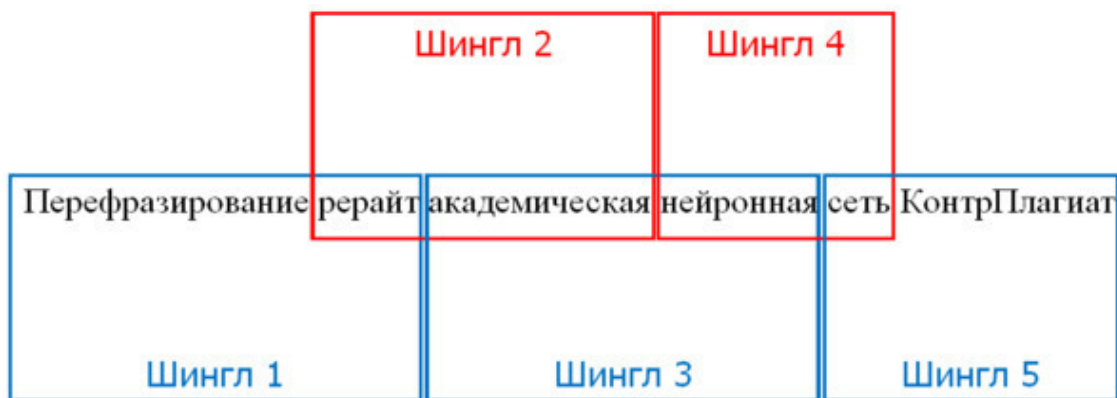 Шингл 2 Шингл 4
Перефразирование рерайт академическая нейронная сеть КонтрПлагиат
Шингл 1 Шингл 3 Шингл 5